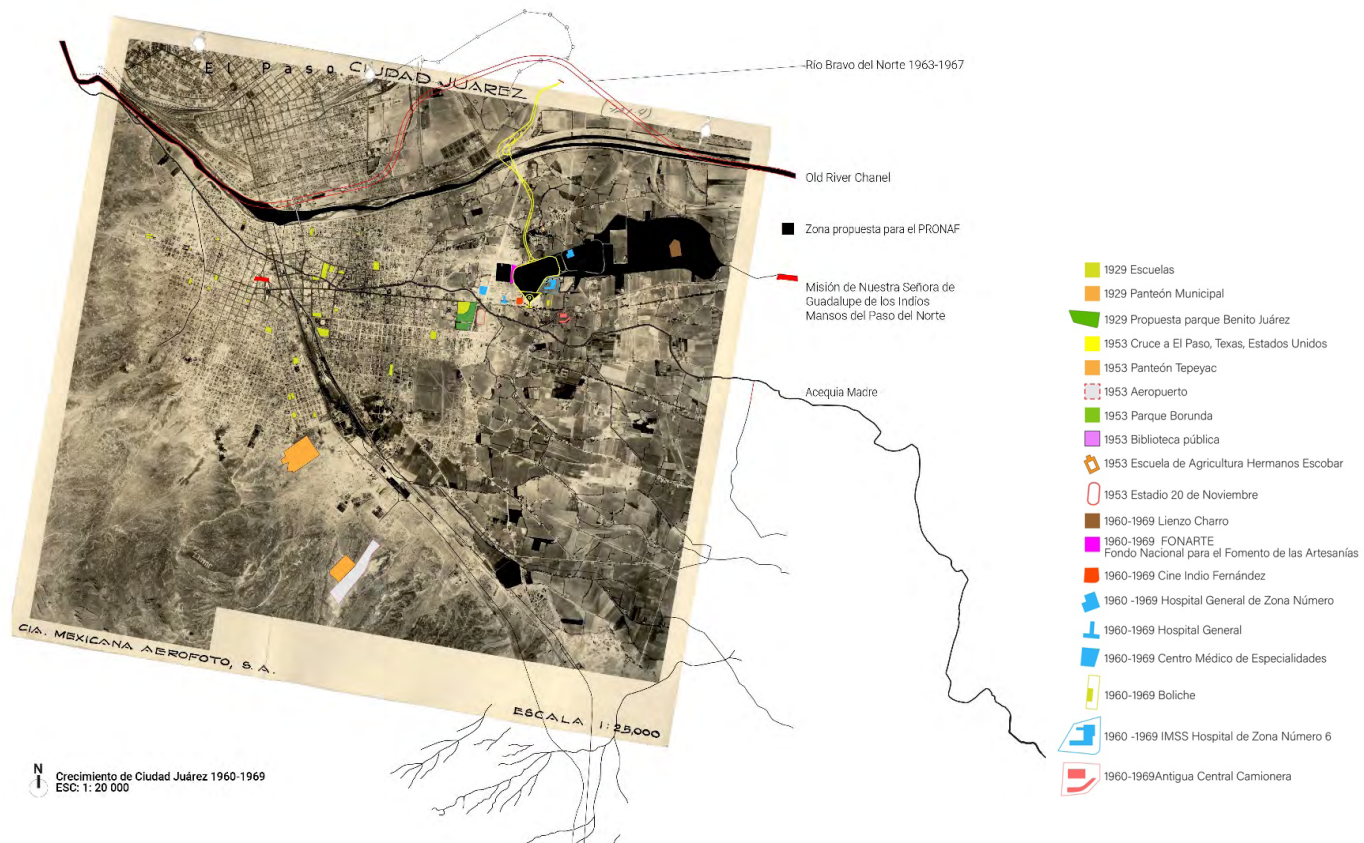 El Paso.
CIUDAD JUAREZ
Río Bravo del Norte 1963-1967
Old River Chanel
Zona propuesta para el PRONAF
Misión de Nuestra Señora de
Guadalupe de los Indios
Mansos del Paso del Norte
Acequia Madre
CIA. MEXICANA AEROFOTO, S. A.
ESCALA 1:25,000
N
Crecimiento de Ciudad Juárez 1960-1969
ESC: 1: 20 000
1929 Escuelas
1929 Panteón Municipal
1929 Propuesta parque Benito Juárez
1953 Cruce a El Paso, Texas, Estados Unidos
1953 Panteón Tepeyac
1953 Aeropuerto
1953 Parque Borunda
1953 Biblioteca pública
1953 Escuela de Agricultura Hermanos Escobar
1953 Estadio 20 de Noviembre
1960-1969 Lienzo Charro
1960-1969 FONARTE
Fondo Nacional para el Fomento de las Artesanías
1960-1969 Cine Indio Fernández
1960 -1969 Hospital General de Zona Número
1960-1969 Hospital General
1960-1969 Centro Médico de Especialidades
1960-1969 Boliche
1960 -1969 IMSS Hospital de Zona Número 6
1960-1969Antigua Central Camionera